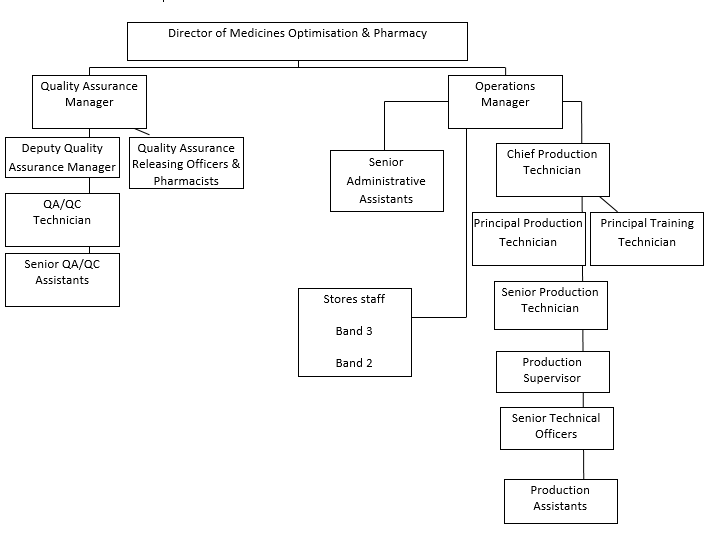 Director of Medicines Optimisation & Pharmacy
Quality Assurance
Manager
Operations
Manager
Deputy Quality
Assurance Manager
Quality Assurance
Releasing Officers &
Pharmacists
Senior
Administrative
Assistants
Chief Production
Technician
QA/QC
Technician
Principal Production
Technician
Principal Training
Technician
Senior QA/QC
Assistants
Stores staff
Band 3
Band 2
Senior Production
Technician
Production
Supervisor
Senior Technical
Officers
Production
Assistants